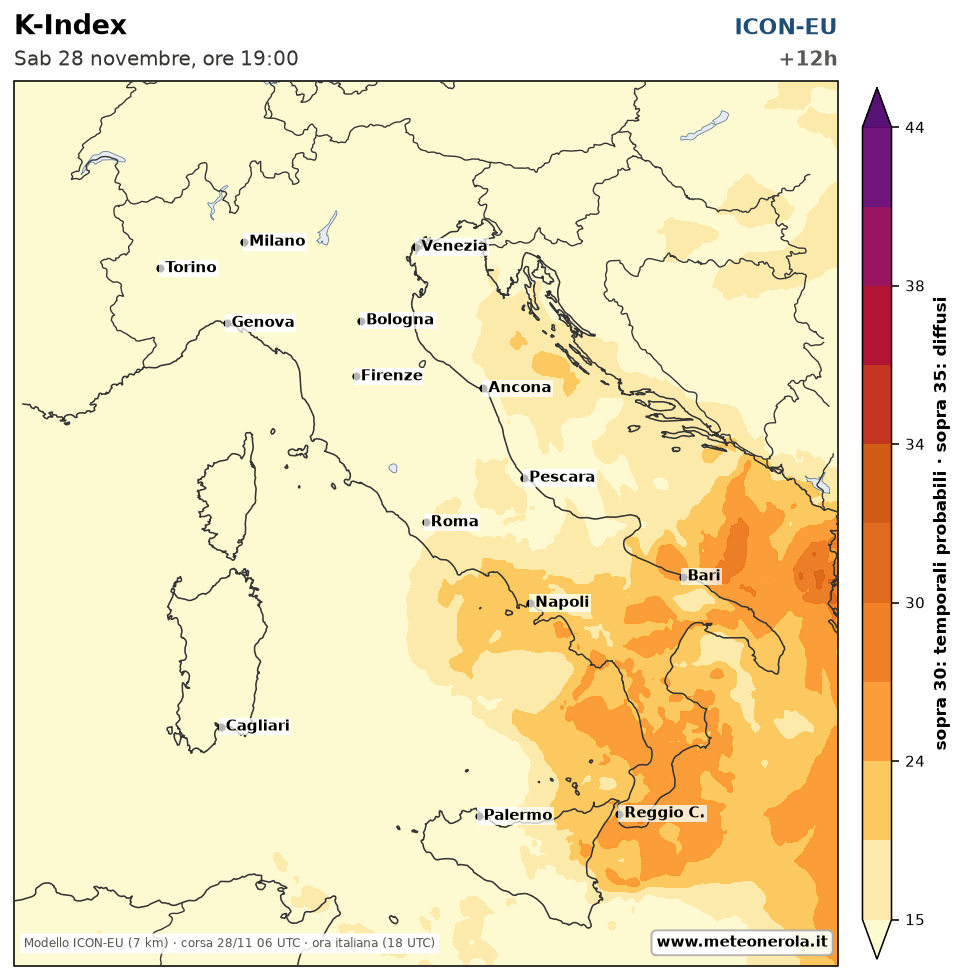 K-Index
ICON-EU
Sab 28 novembre, ore 19:00
+12h
44
38
34
30
24
15
sopra 30: temporali probabili · sopra 35: diffusi
Milano
Venezia
Torino
Genova
Bologna
Firenze
Ancona
Pescara
Roma
Bari
Napoli
Cagliari
Palermo
Reggio C.
Modello ICON-EU (7 km) · corsa 28/11 06 UTC · ora italiana (18 UTC)
www.meteonerola.it